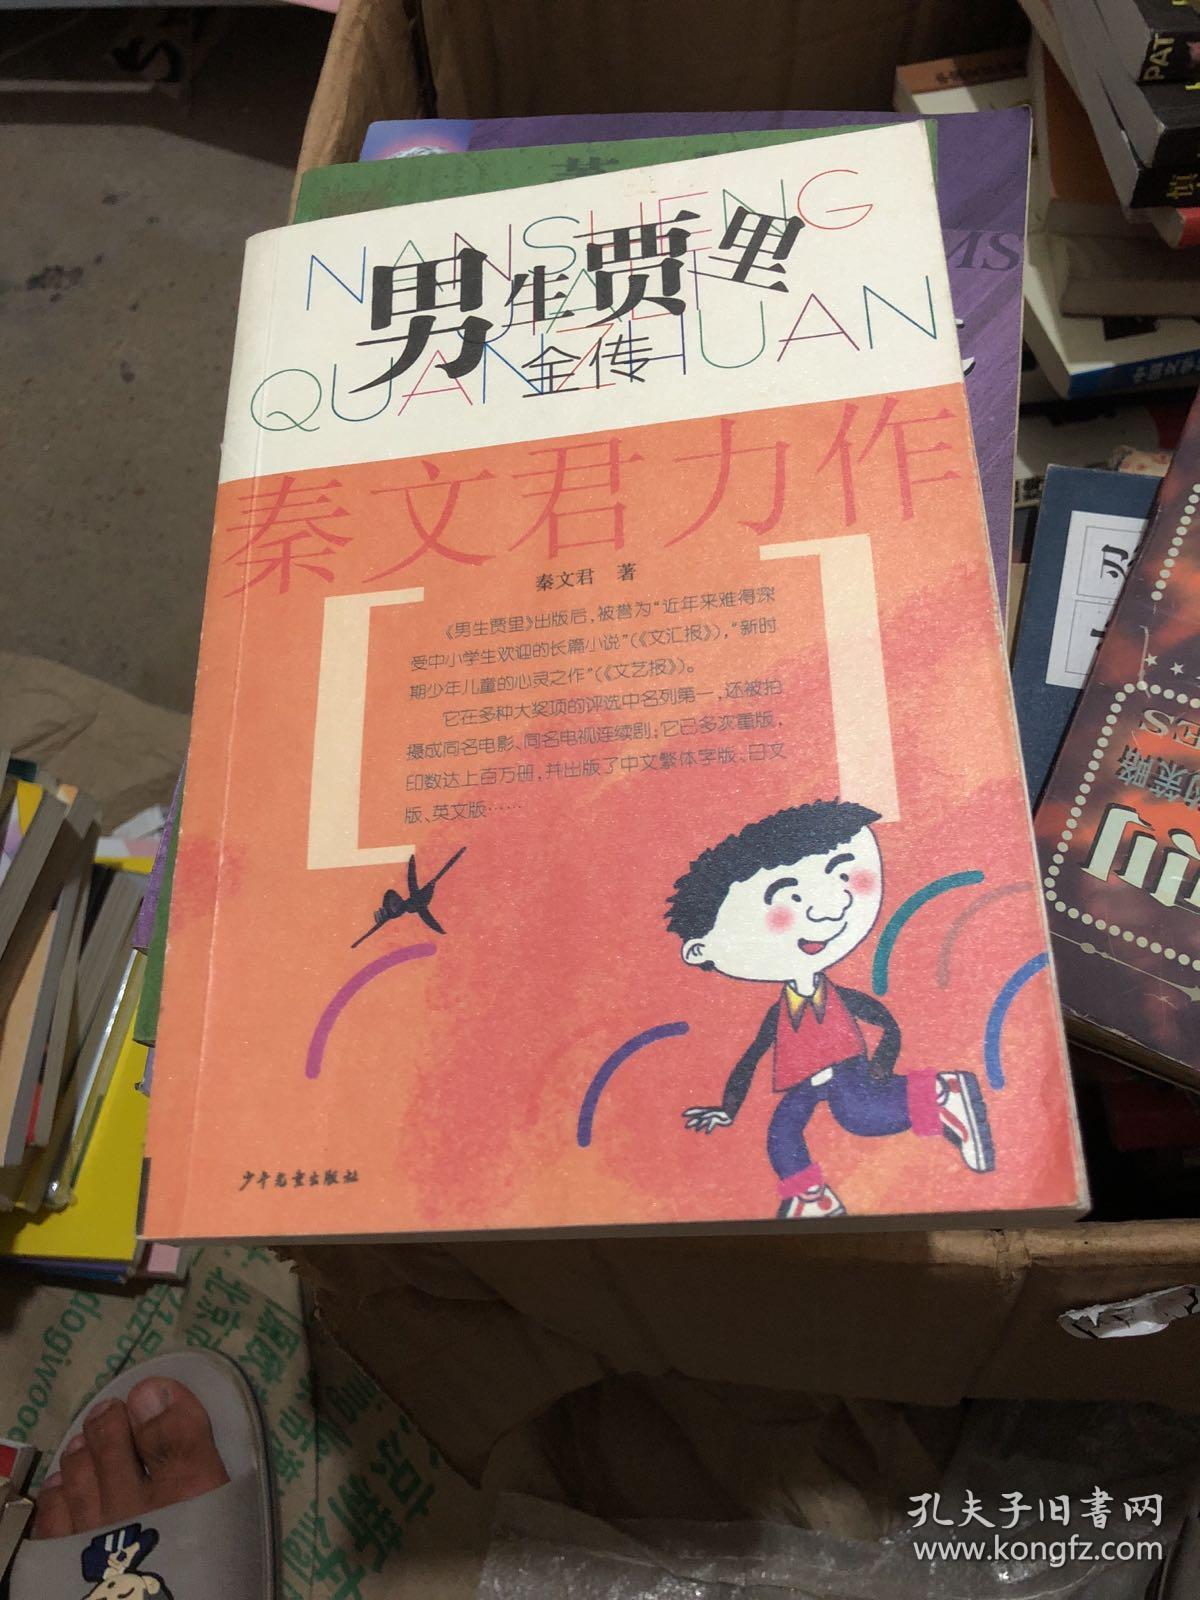 NANSHENG
JIALI
QUANZHUAN
男生贾里
全传
秦文君力作
秦文君 著
《男生贾里》出版后，被誉为“近年来难得深
受中小学生欢迎的长篇小说”（《文汇报》），“新时
期少年儿童的心灵之作”（《文艺报》）。
它在多种大奖项的评选中名列第一，还被拍
摄成同名电影、同名电视连续剧；它已多次重版，
印数达上百万册，并出版了中文繁体字版、日文
版、英文版……
少年儿童出版社
PAT
MS
的策略
孔夫子旧書网
www.kongfz.com